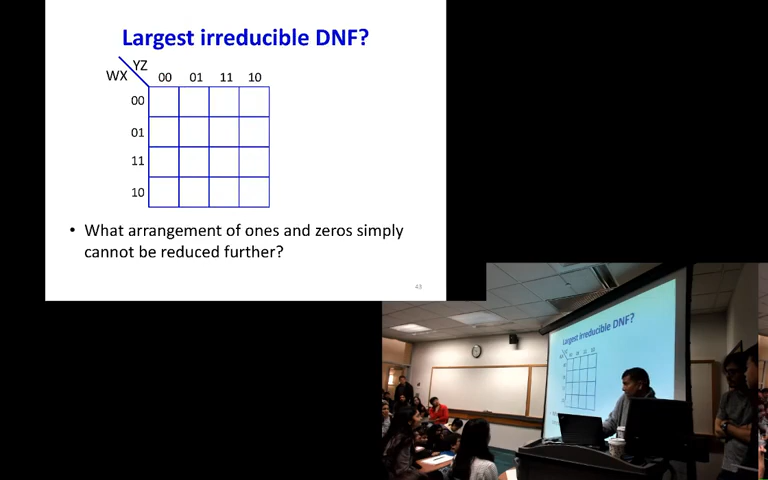 Largest irreducible DNF?
YZ
WX 00 01 11 10
00
01
11
10
• What arrangement of ones and zeros simply
cannot be reduced further?
43
Largest irreducible DNF?